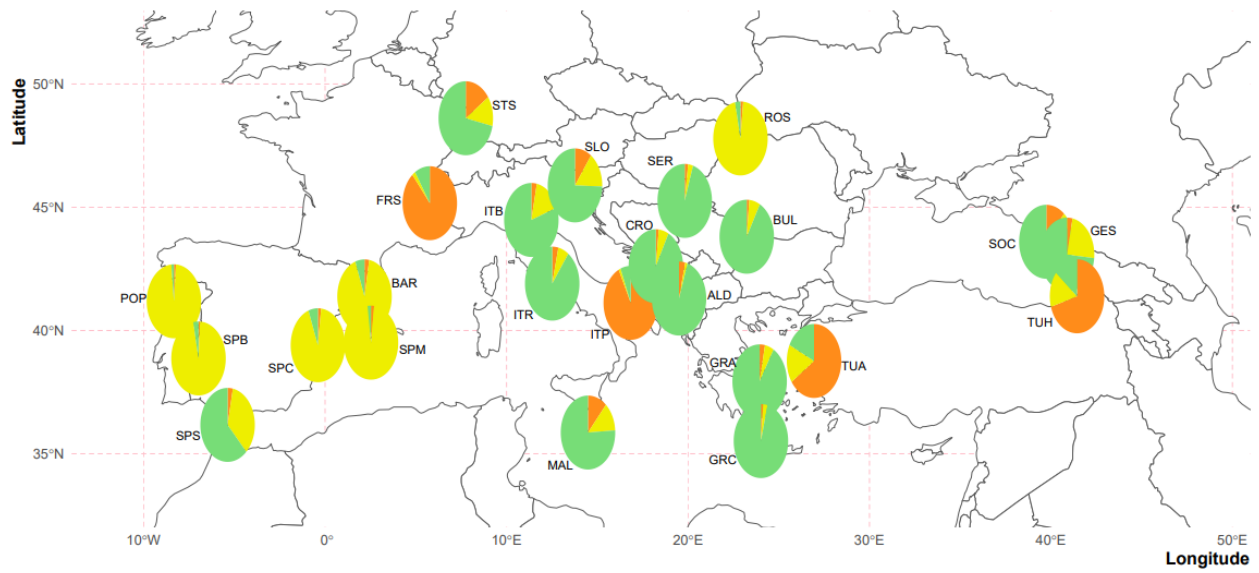 Latitude
50°N
45°N
40°N
35°N
STS
ROS
SLO
SER
FRS
ITB
CRO
BUL
GES
SOC
BAR
POP
ITR
ALD
ITP
TUH
SPB
SPC
SPM
GRA
TUA
SPS
MAL
GRC
10°W
0°
10°E
20°E
30°E
40°E
50°E
Longitude